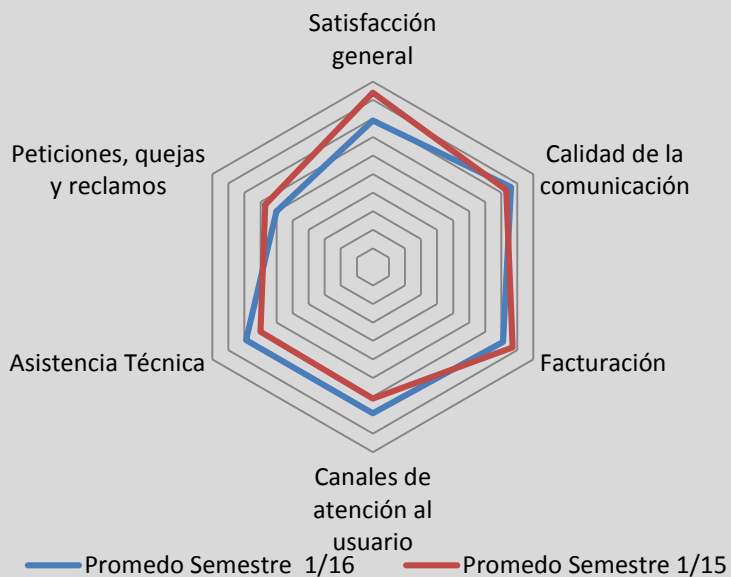 Satisfacción
general
Calidad de la
comunicación
Facturación
Canales de
atención al
usuario
Asistencia Técnica
Peticiones, quejas
y reclamos
Promedo Semestre 1/16
Promedo Semestre 1/15